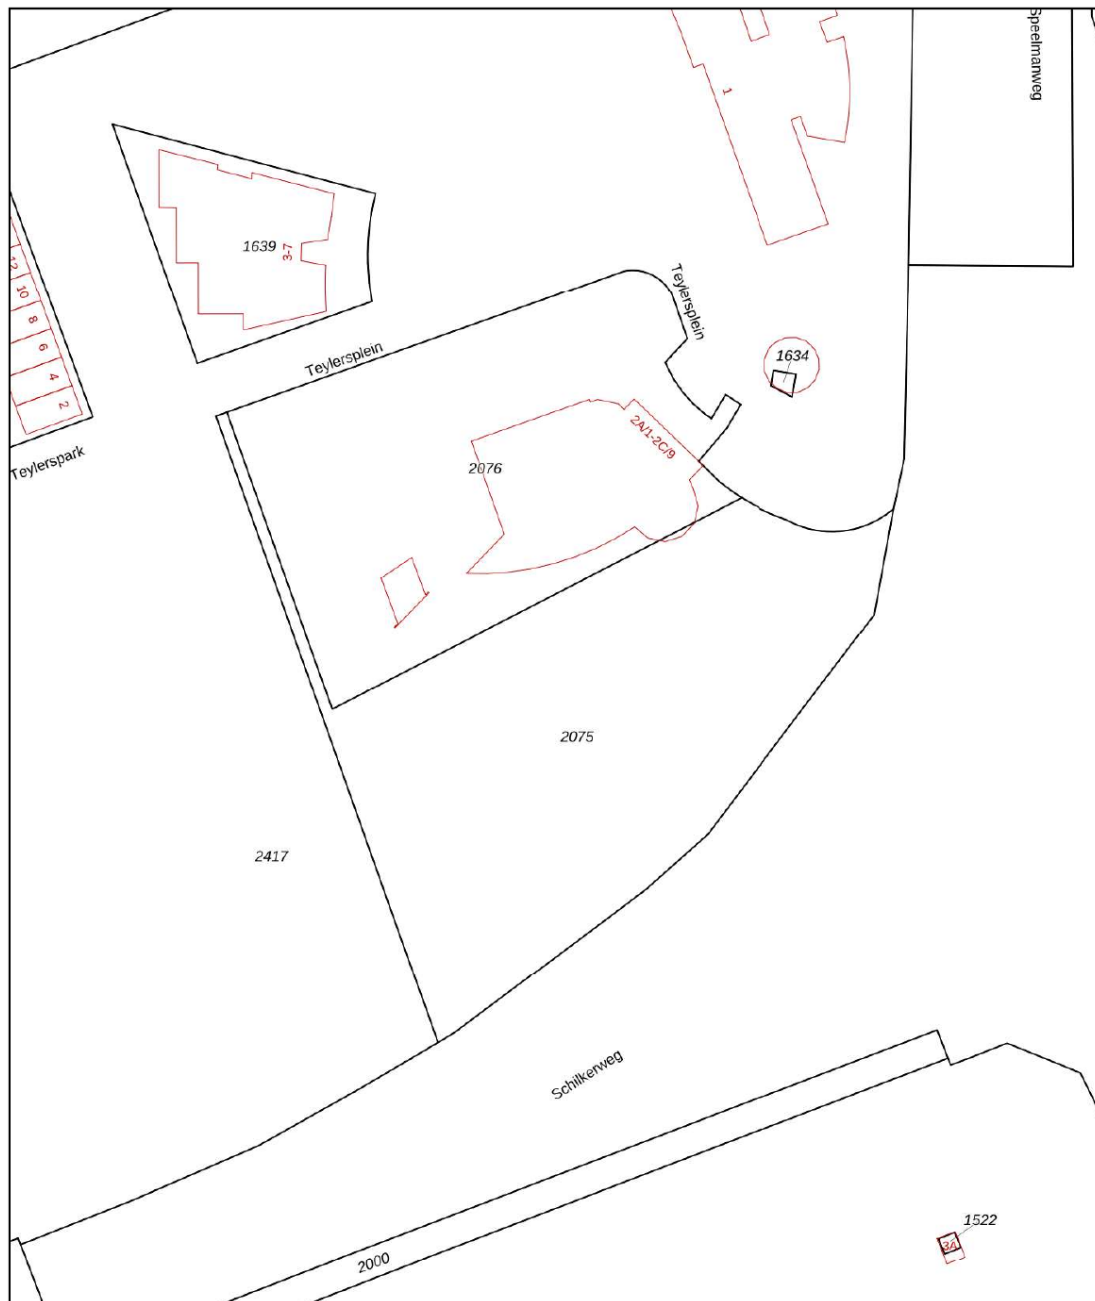 Speelmanweg
1
1639
3-7
12
10
8
6
4
2
Teylersplein
Teylersplein
1634
Teylerspark
2A/1-2C/9
2076
2075
2417
Schilkerweg
1522
3A
2000